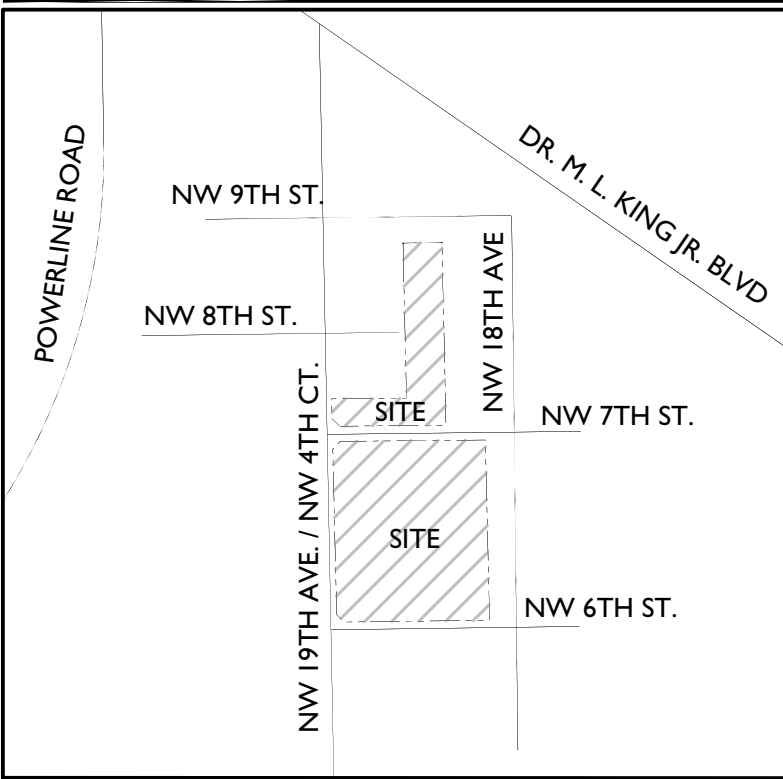 POWERLINE ROAD
DR. M. L. KING JR. BLVD
NW 9TH ST.
NW 18TH AVE
NW 8TH ST.
NW 19TH AVE. / NW 4TH CT.
SITE
NW 7TH ST.
SITE
NW 6TH ST.